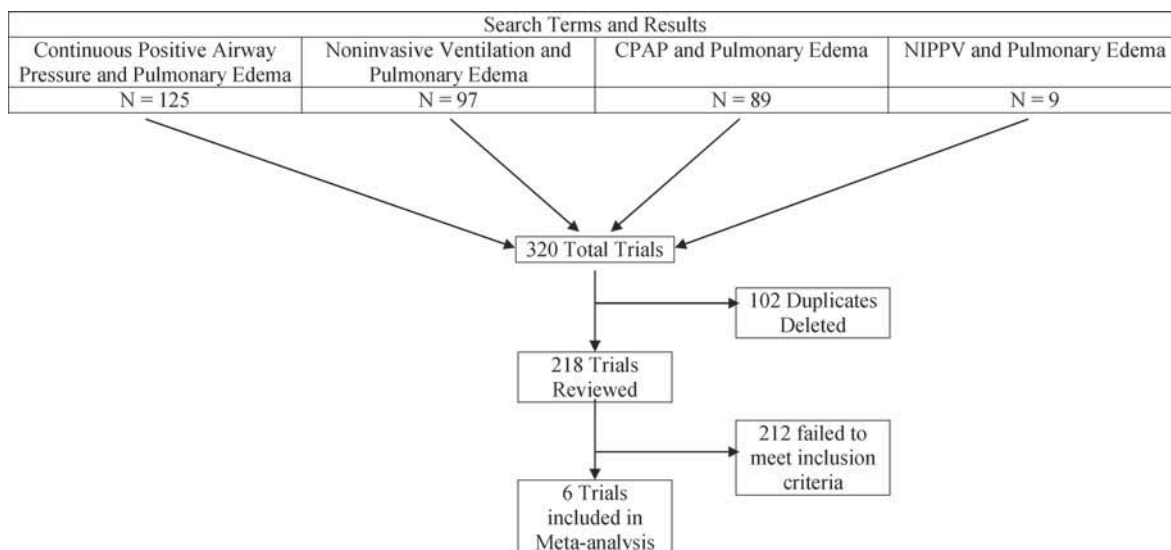 Search Terms and Results
Continuous Positive Airway
Pressure and Pulmonary Edema
Noninvasive Ventilation and
Pulmonary Edema
CPAP and Pulmonary Edema
NIPPV and Pulmonary Edema
N = 125
N = 97
N = 89
N = 9
320 Total Trials
102 Duplicates
Deleted
218 Trials
Reviewed
212 failed to
meet inclusion
criteria
6 Trials
included in
Meta-analysis